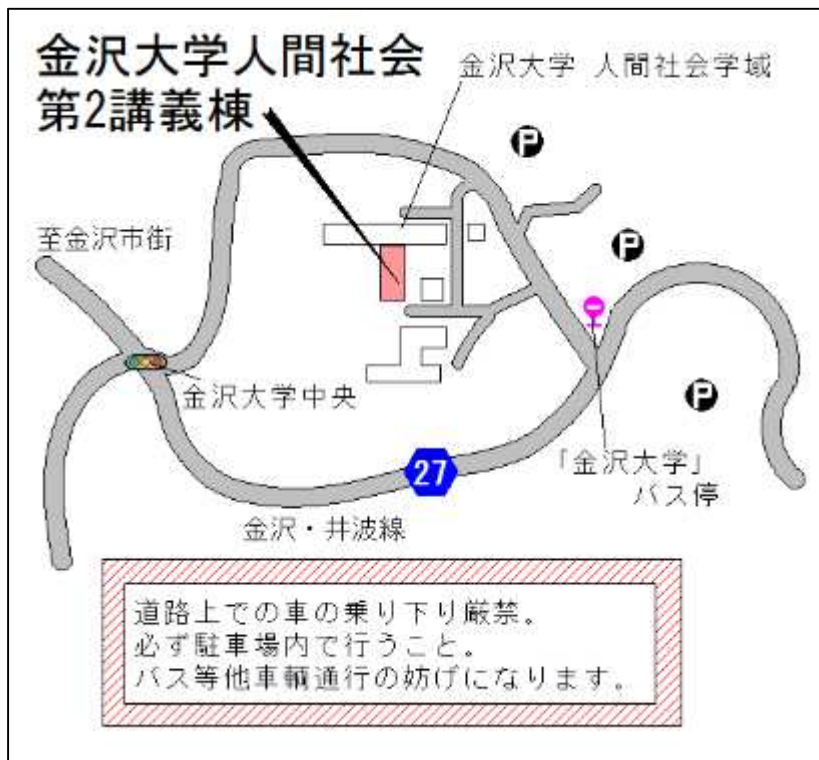 金沢大学人間社会
第2講義棟
金沢大学 人間社会学域
P
至金沢市街
P
金沢大学中央
P
27
「金沢大学」
バス停
金沢・井波線
道路上での車の乗り下り厳禁。
必ず駐車場内で行うこと。
バス等他車輌通行の妨げになります。